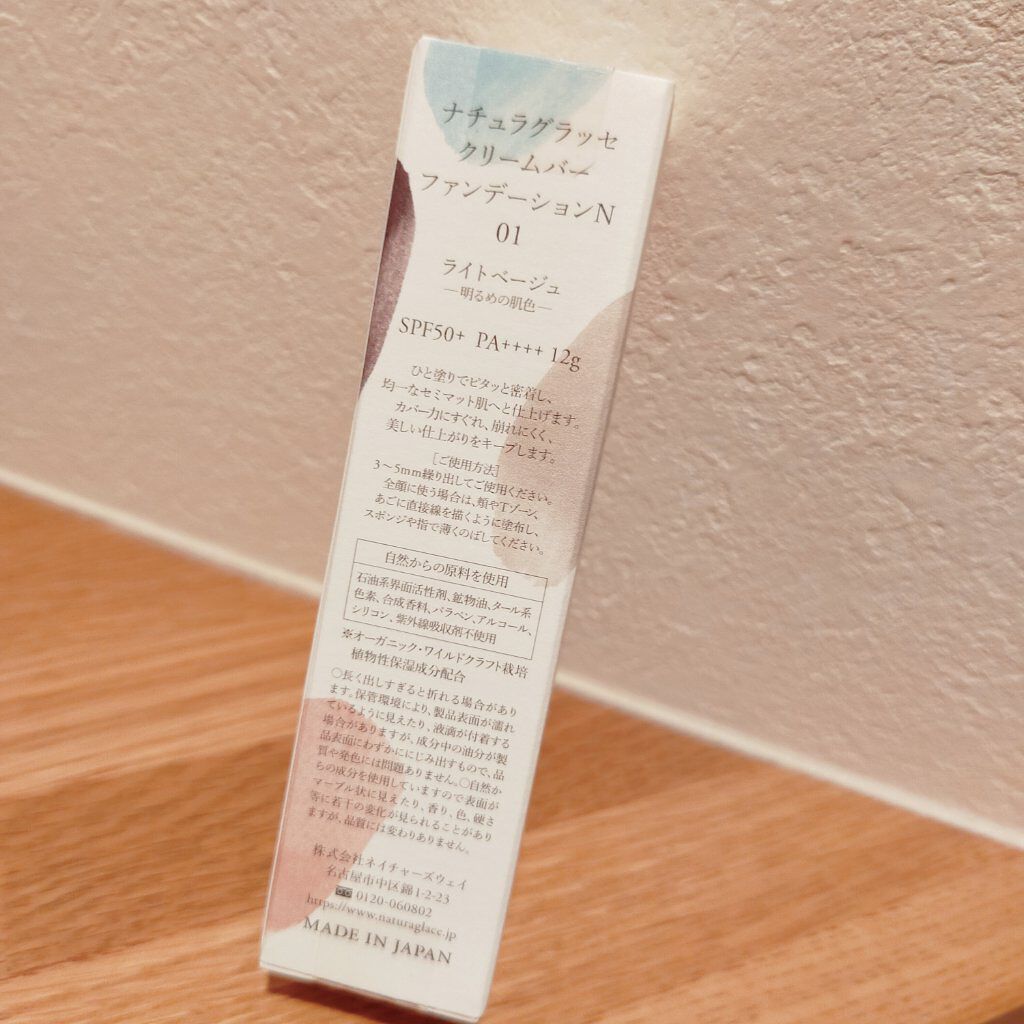 ナチュラグラッセ
クリームバー
ファンデーションN
01
ライトベージュ
―明るめの肌色―
SPF50+ PA++++ 12g
ひと塗りでピタッと密着し、
均一なセミマット肌へと仕上げます。
カバー力にすぐれ、崩れにくく、
美しい仕上がりをキープします。
[ご使用方法]
3〜5mm繰り出してご使用ください。
全顔に使う場合は、頬やTゾーン、
あごに直接線を描くように塗布し、
スポンジや指で薄くのばしてください。
自然からの原料を使用
石油系界面活性剤、鉱物油、タール系
色素、合成香料、パラベン、アルコール、
シリコン、紫外線吸収剤不使用
※オーガニック・ワイルドクラフト栽培
植物性保湿成分配合
○長く出しすぎると折れる場合があり
ます。保管環境により、製品表面が濡れ
ているように見えたり、液滴が付着する
場合がありますが、成分中の油分が製
品表面にわずかににじみ出すもので、品
質や発色には問題ありません。○自然か
らの成分を使用していますので表面が
マーブル状に見えたり、香り、色、硬さ
等に若干の変化が見られることがあり
ますが、品質には変わりありません。
株式会社ネイチャーズウェイ
名古屋市中区錦1-2-23
0120-060802
https://www.naturaglace.jp
MADE IN JAPAN